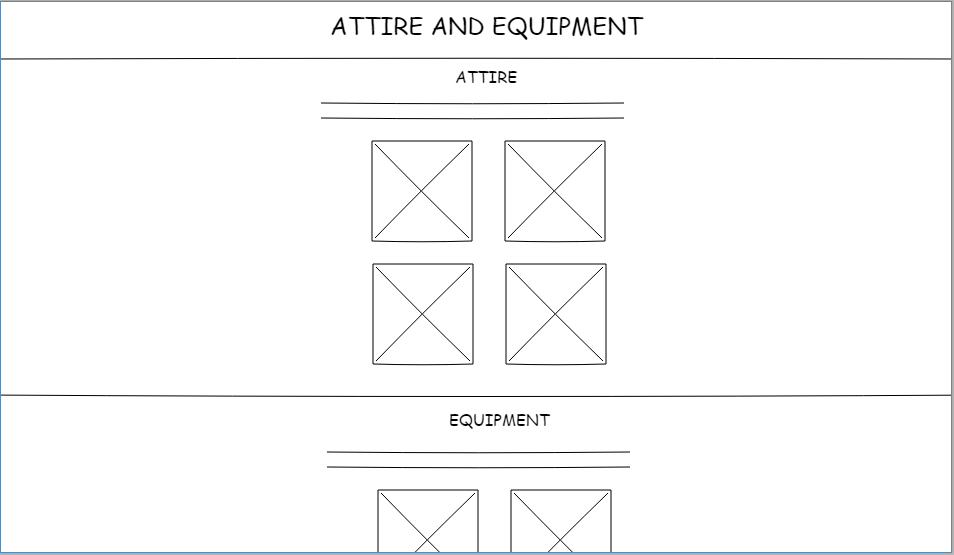 ATTIRE AND EQUIPMENT
ATTIRE
EQUIPMENT